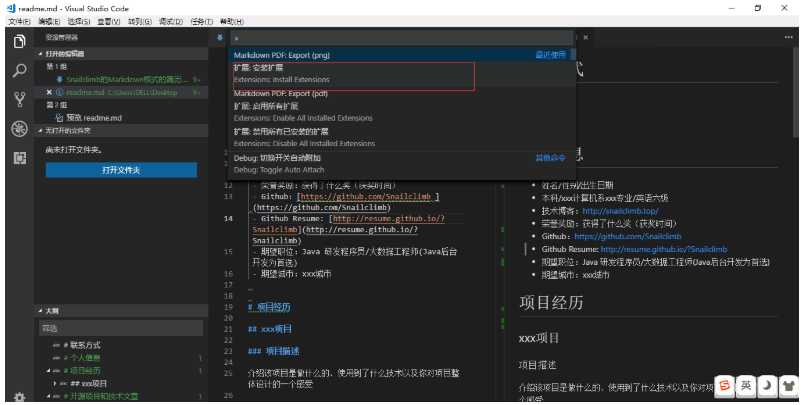 readme.md - Visual Studio Code
文件(F) 编辑(E) 选择(S) 查看(V) 转到(G) 调试(D) 任务(T) 帮助(H)
资源管理器
打开的编辑器
第 1 组
Snailclimb的Markdown格式的简历... 9+
readme.md C:\Users\DELL\Desktop 9+
第 2 组
预览 readme.md
无打开的文件夹
尚未打开文件夹。
打开文件夹
大纲
筛选
abc # 联系方式
abc # 个人信息 1
abc # 项目经历 1
abc ## xxx项目
abc # 开源项目和技术文章 1
>
Markdown PDF: Export (png) 最近使用
扩展: 安装扩展
Extensions: Install Extensions
Markdown PDF: Export (pdf)
扩展: 启用所有扩展
Extensions: Enable All Installed Extensions
扩展: 禁用所有已安装的扩展
Extensions: Disable All Installed Extensions
Debug: 切换开关自动附加 其他命令
Debug: Toggle Auto Attach
12 - 荣誉奖励：获得了什么奖（获奖时间）
13 - Github：[https://github.com/Snailclimb ]
(https://github.com/Snailclimb)
14 - Github Resume: [http://resume.github.io/?
Snailclimb](http://resume.github.io/?
Snailclimb)
15 - 期望职位：Java 研发程序员/大数据工程师(Java后台
开发为首选)
16 - 期望城市：xxx城市
17
18
19 # 项目经历
20
21 ## xxx项目
22
23 ### 项目描述
24
25 介绍该项目是做什么的、使用到了什么技术以及你对项目整
体设计的一个感受
26
式
息
姓名/性别/出生日期
本科/xxx计算机系xxx专业/英语六级
技术博客：http://snailclimb.top/
荣誉奖励：获得了什么奖（获奖时间）
Github：https://github.com/Snailclimb
Github Resume: http://resume.github.io/?Snailclimb
期望职位：Java 研发程序员/大数据工程师(Java后台开发为首选)
期望城市：xxx城市
项目经历
xxx项目
项目描述
介绍该项目是做什么的、使用到了什么技术以及你对项
个感受
英